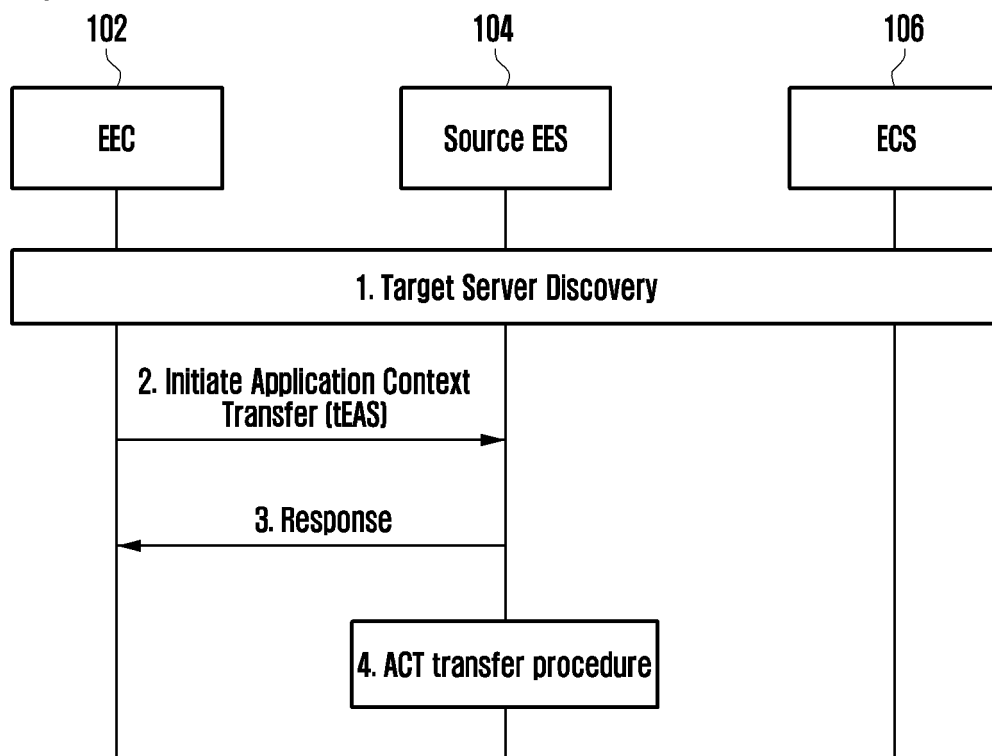 102
104
106
EEC
Source EES
ECS
1. Target Server Discovery
2. Initiate Application Context
Transfer (tEAS)
3. Response
4. ACT transfer procedure